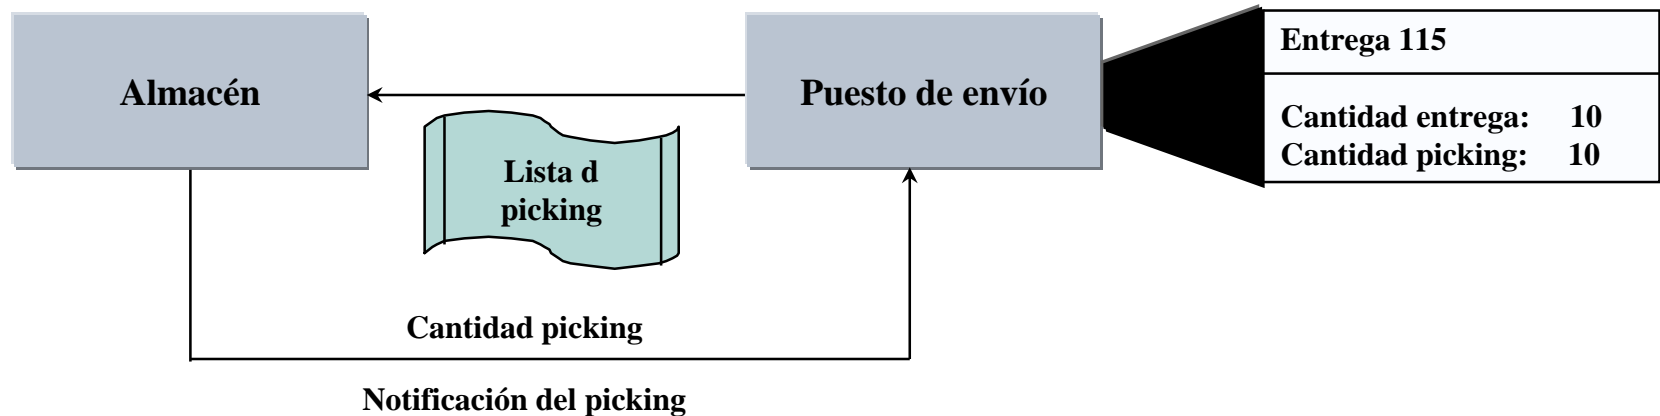 Almacén
Puesto de envío
Entrega 115
Cantidad entrega: 10
Cantidad picking: 10
Lista d
picking
Cantidad picking
Notificación del picking